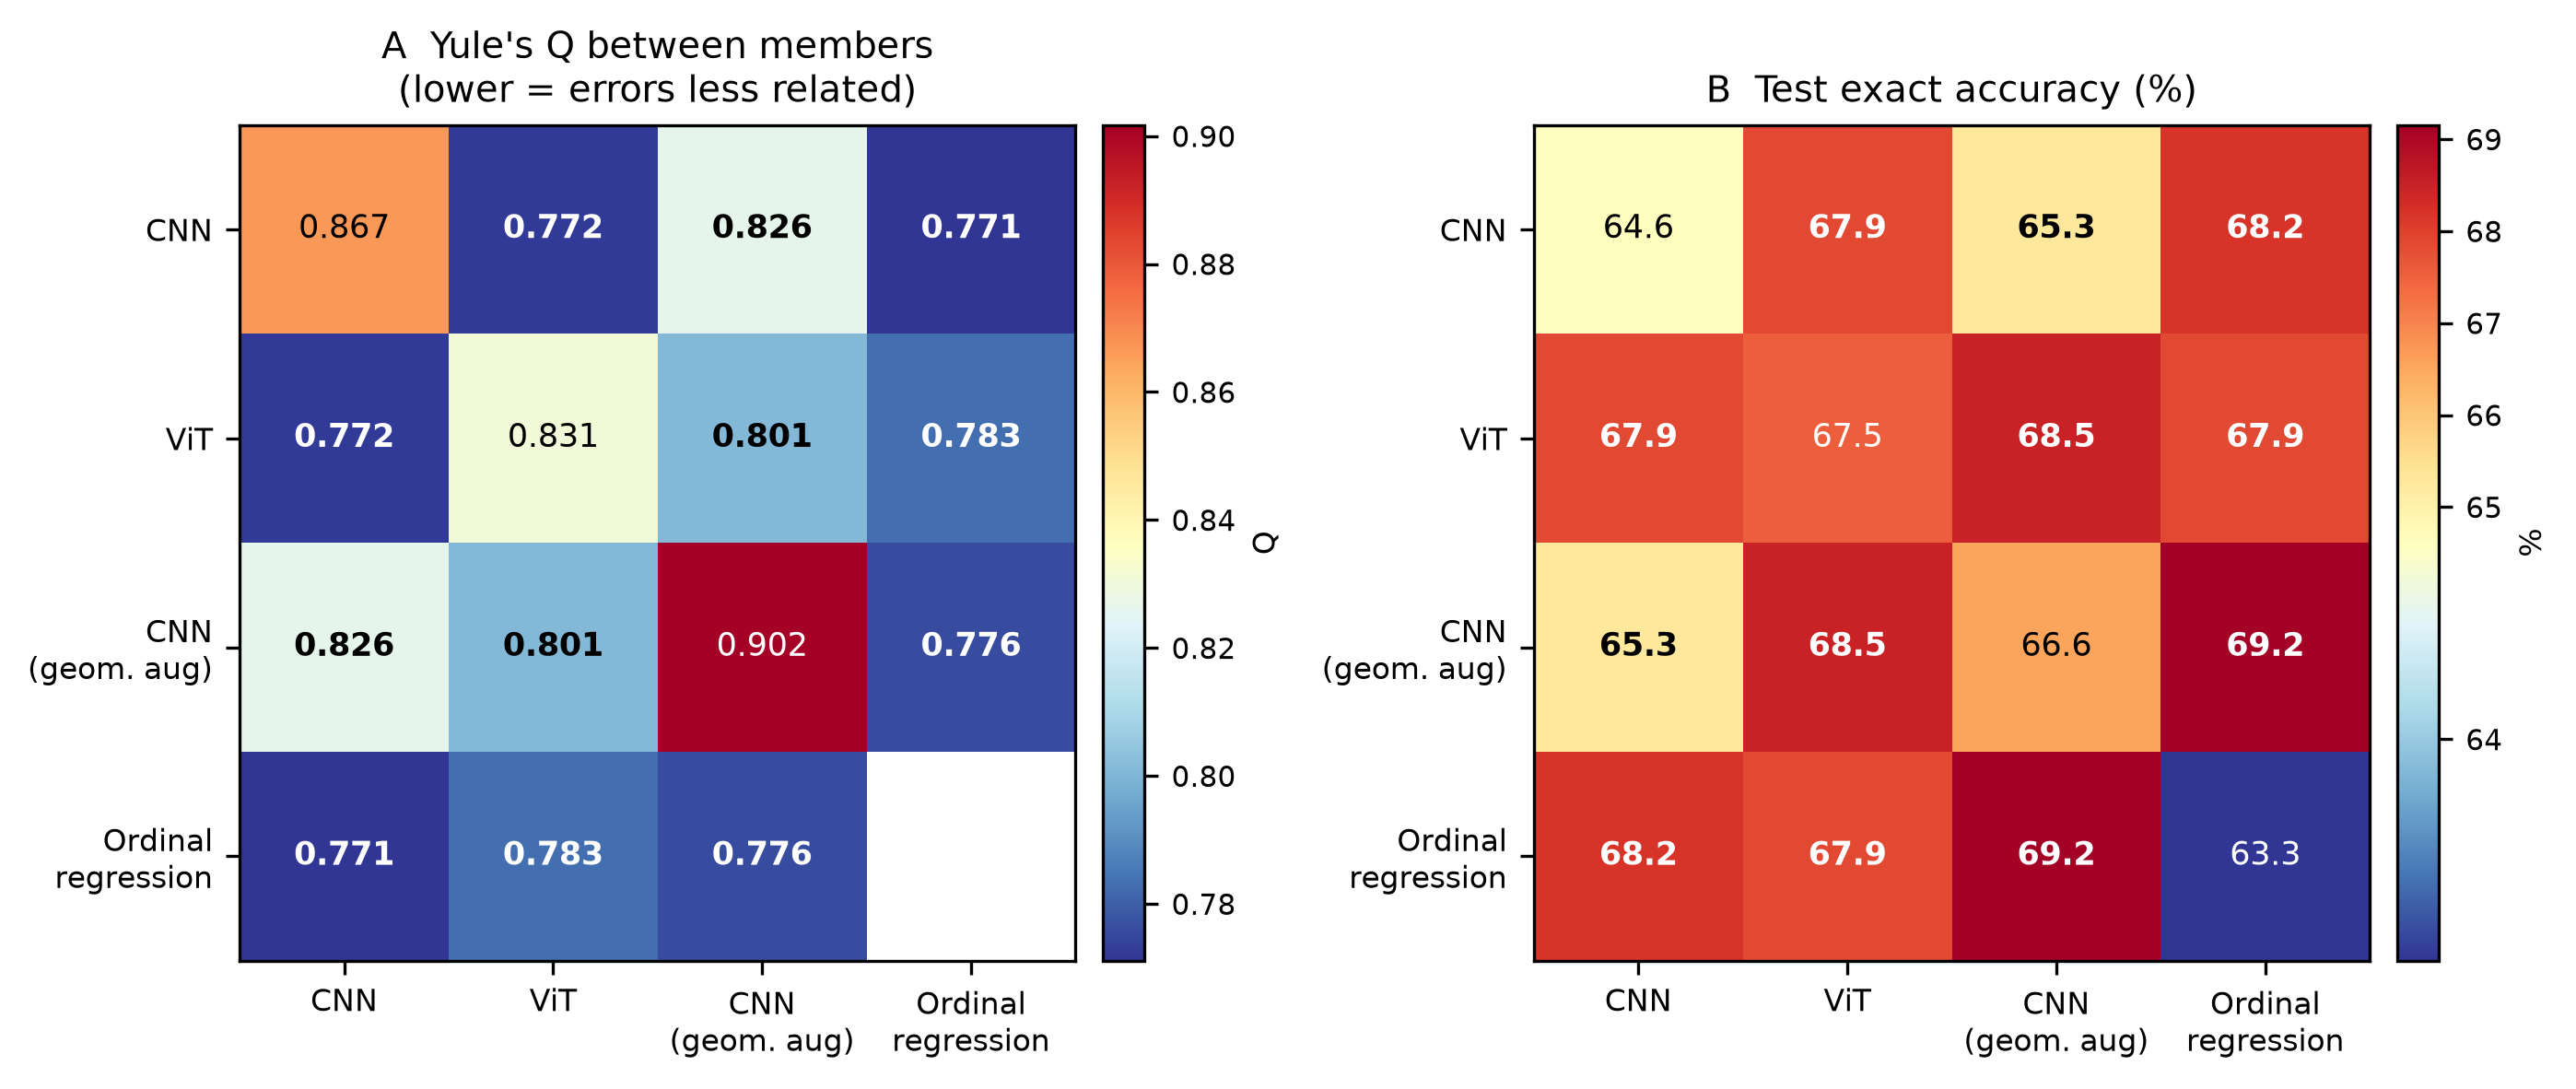 A  Yule's Q between members
(lower = errors less related)
CNN
0.867 0.772 0.826 0.771
ViT
0.772 0.831 0.801 0.783
CNN
(geom. aug)
0.826 0.801 0.902 0.776
Ordinal
regression
0.771 0.783 0.776
CNN
ViT
CNN
(geom. aug)
Ordinal
regression
0.90
0.88
0.86
0.84
0.82
0.80
0.78
Q
B  Test exact accuracy (%)
CNN
64.6 67.9 65.3 68.2
ViT
67.9 67.5 68.5 67.9
CNN
(geom. aug)
65.3 68.5 66.6 69.2
Ordinal
regression
68.2 67.9 69.2 63.3
CNN
ViT
CNN
(geom. aug)
Ordinal
regression
69
68
67
66
65
64
%